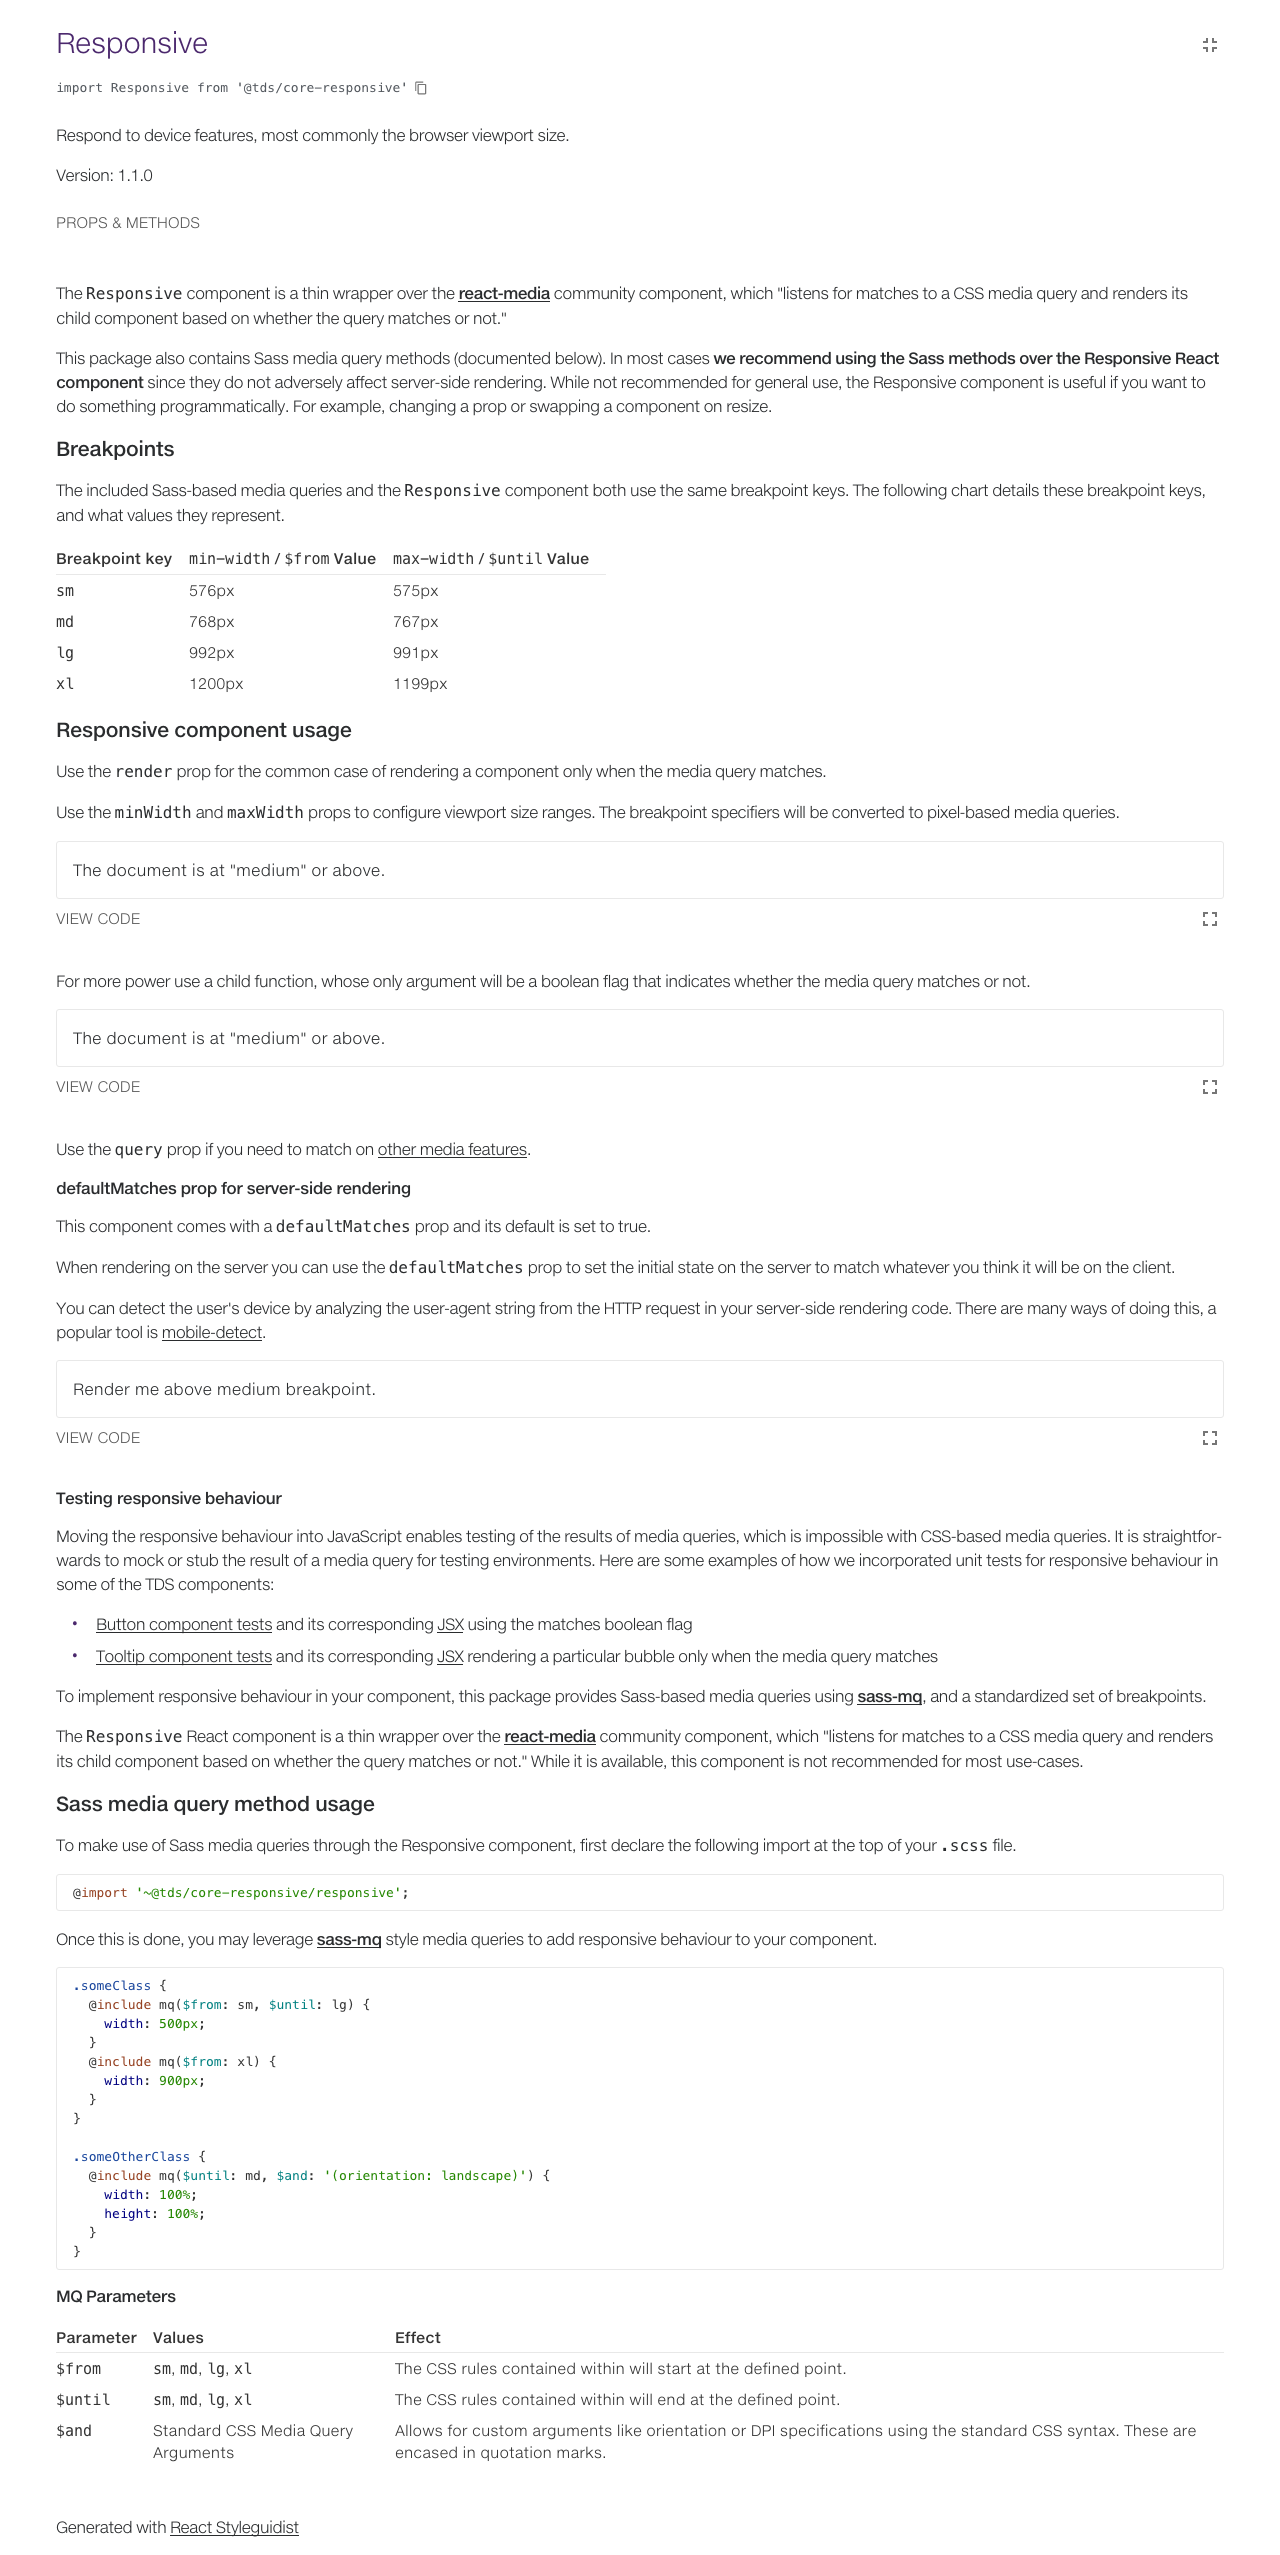 Responsive
import Responsive from '@tds/core-responsive'
Respond to device features, most commonly the browser viewport size.
Version: 1.1.0
PROPS & METHODS
The Responsive component is a thin wrapper over the react-media community component, which "listens for matches to a CSS media query and renders its
child component based on whether the query matches or not."
This package also contains Sass media query methods (documented below). In most cases we recommend using the Sass methods over the Responsive React
component since they do not adversely affect server-side rendering. While not recommended for general use, the Responsive component is useful if you want to
do something programmatically. For example, changing a prop or swapping a component on resize.
Breakpoints
The included Sass-based media queries and the Responsive component both use the same breakpoint keys. The following chart details these breakpoint keys,
and what values they represent.
Breakpoint key min-width / $from Value max-width / $until Value
sm 576px 575px
md 768px 767px
lg 992px 991px
xl 1200px 1199px
Responsive component usage
Use the render prop for the common case of rendering a component only when the media query matches.
Use the minWidth and maxWidth props to configure viewport size ranges. The breakpoint specifiers will be converted to pixel-based media queries.
The document is at "medium" or above.
VIEW CODE
For more power use a child function, whose only argument will be a boolean flag that indicates whether the media query matches or not.
The document is at "medium" or above.
VIEW CODE
Use the query prop if you need to match on other media features.
defaultMatches prop for server-side rendering
This component comes with a defaultMatches prop and its default is set to true.
When rendering on the server you can use the defaultMatches prop to set the initial state on the server to match whatever you think it will be on the client.
You can detect the user's device by analyzing the user-agent string from the HTTP request in your server-side rendering code. There are many ways of doing this, a
popular tool is mobile-detect.
Render me above medium breakpoint.
VIEW CODE
Testing responsive behaviour
Moving the responsive behaviour into JavaScript enables testing of the results of media queries, which is impossible with CSS-based media queries. It is straightfor-
wards to mock or stub the result of a media query for testing environments. Here are some examples of how we incorporated unit tests for responsive behaviour in
some of the TDS components:
• Button component tests and its corresponding JSX using the matches boolean flag
• Tooltip component tests and its corresponding JSX rendering a particular bubble only when the media query matches
To implement responsive behaviour in your component, this package provides Sass-based media queries using sass-mq, and a standardized set of breakpoints.
The Responsive React component is a thin wrapper over the react-media community component, which "listens for matches to a CSS media query and renders
its child component based on whether the query matches or not." While it is available, this component is not recommended for most use-cases.
Sass media query method usage
To make use of Sass media queries through the Responsive component, first declare the following import at the top of your .scss file.
@import '~@tds/core-responsive/responsive';
Once this is done, you may leverage sass-mq style media queries to add responsive behaviour to your component.
.someClass {
  @include mq($from: sm, $until: lg) {
    width: 500px;
  }
  @include mq($from: xl) {
    width: 900px;
  }
}
.someOtherClass {
  @include mq($until: md, $and: '(orientation: landscape)') {
    width: 100%;
    height: 100%;
  }
}
MQ Parameters
Parameter Values Effect
$from sm, md, lg, xl The CSS rules contained within will start at the defined point.
$until sm, md, lg, xl The CSS rules contained within will end at the defined point.
$and Standard CSS Media Query Allows for custom arguments like orientation or DPI specifications using the standard CSS syntax. These are
Arguments encased in quotation marks.
Generated with React Styleguidist